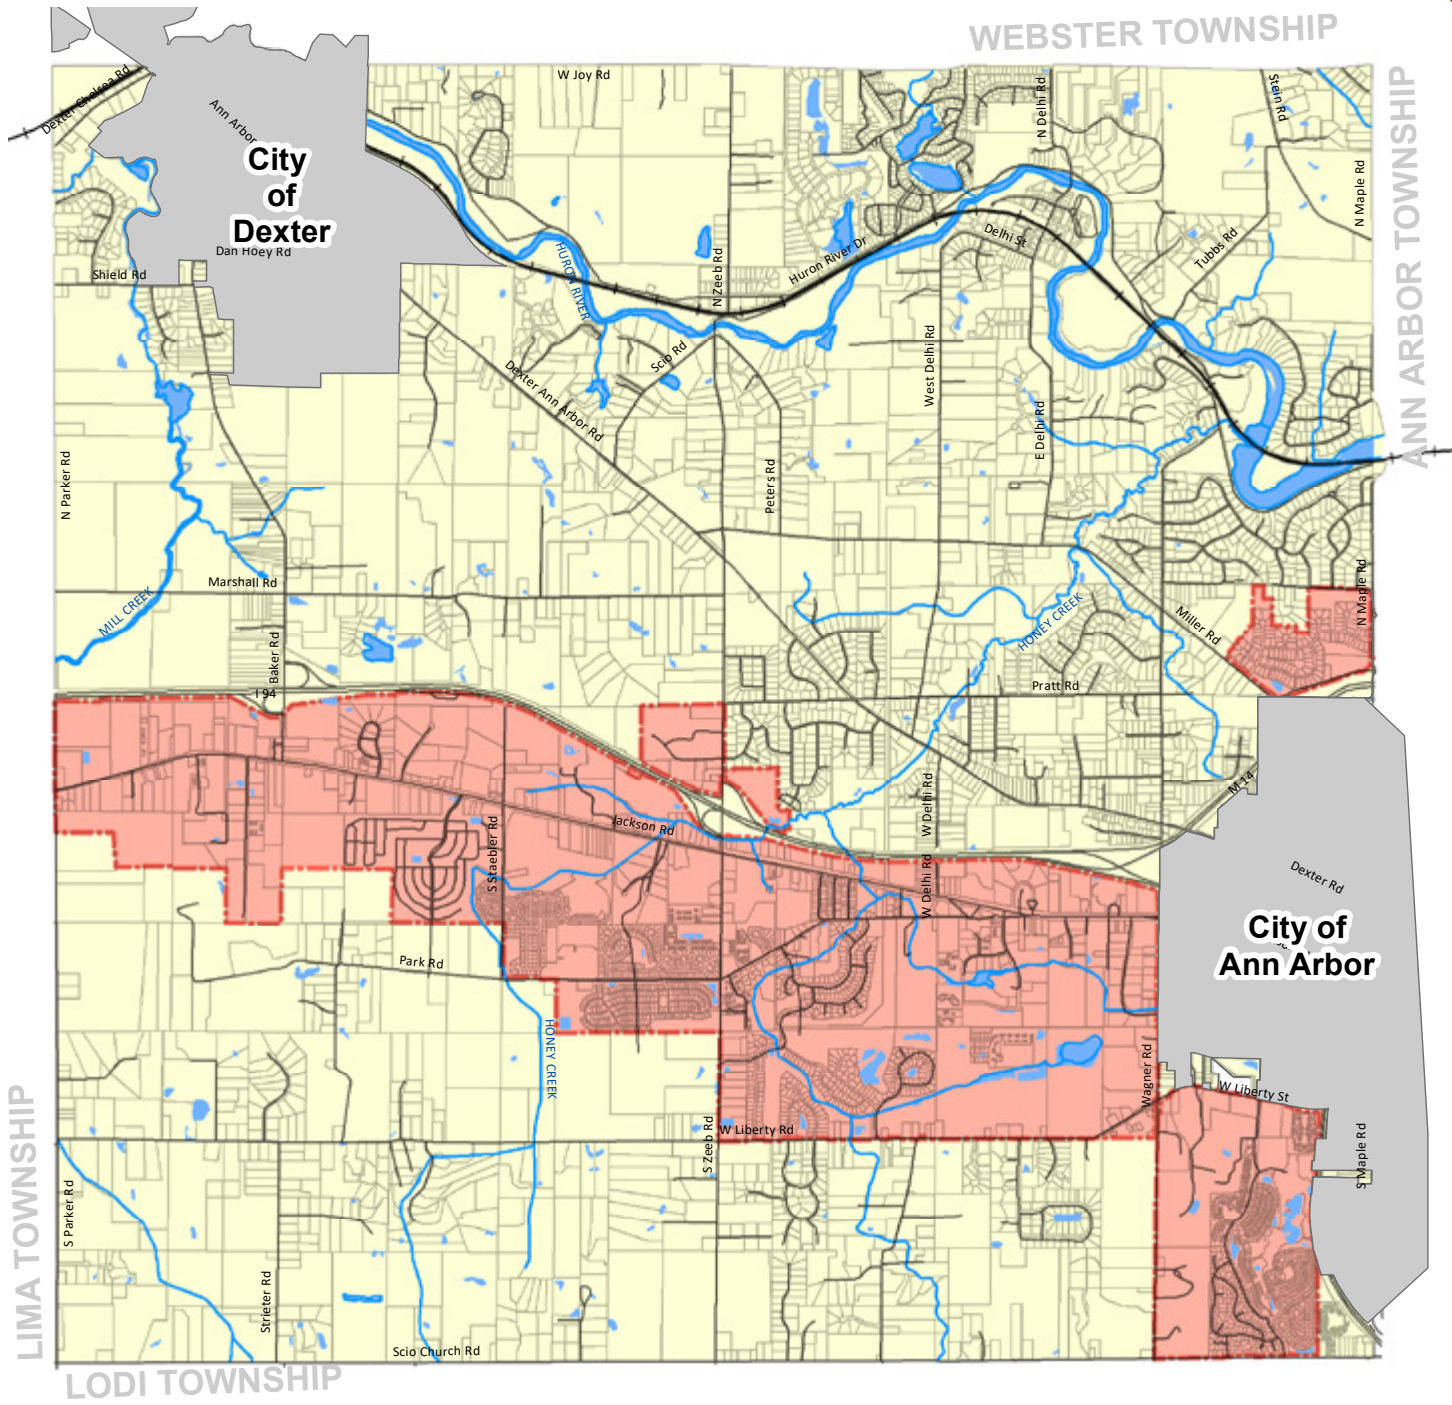 WEBSTER TOWNSHIP
W Joy Rd
Dexter Chelsea Rd
Ann Arbor
City
of
Dexter
N Delhi Rd
Stein Rd
ANN ARBOR TOWNSHIP
N Maple Rd
Dan Hoey Rd
Shield Rd
HURON RIVER
N Zeeb Rd
Huron River Dr
Delhi St
Tubbs Rd
Scio Rd
Dexter Ann Arbor Rd
West Delhi Rd
E Delhi Rd
N Parker Rd
Peters Rd
Marshall Rd
MILL CREEK
HONEY CREEK
Miller Rd
N Maple Rd
Baker Rd
I 94
Pratt Rd
M-14
Jackson Rd
S Staebler Rd
W Delhi Rd
W Delhi Rd
Dexter Rd
City of
Ann Arbor
Park Rd
HONEY CREEK
Wagner Rd
W Liberty St
W Liberty Rd
S Zeeb Rd
S Maple Rd
S Parker Rd
LIMA TOWNSHIP
Strieter Rd
Scio Church Rd
LODI TOWNSHIP